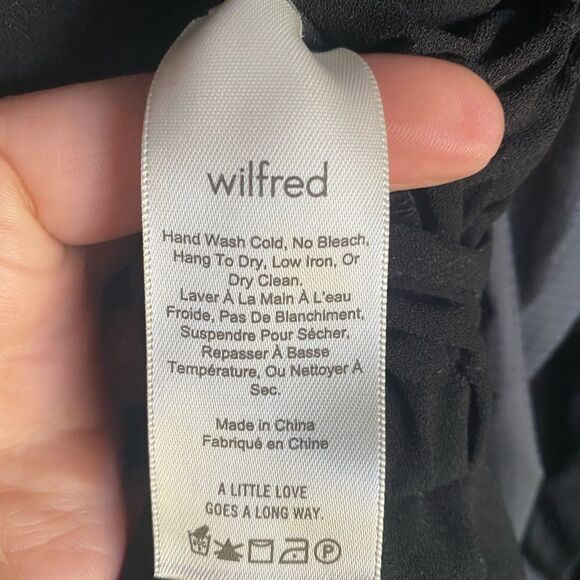 wilfred
Hand Wash Cold, No Bleach,
Hang To Dry, Low Iron, Or
Dry Clean.
Laver À La Main À L'eau
Froide, Pas De Blanchiment,
Suspendre Pour Sécher,
Repasser À Basse
Température, Ou Nettoyer À
Sec.
Made in China
Fabriqué en Chine
A LITTLE LOVE
GOES A LONG WAY.
P